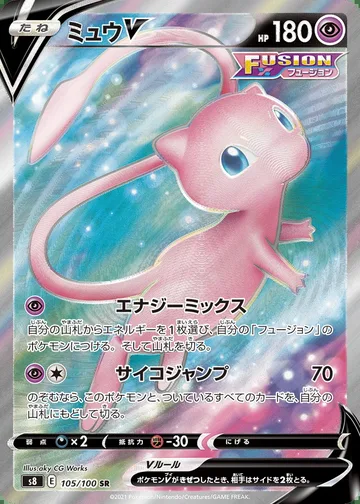 たね ミュウV HP 180
FUSION
フュージョン
エナジーミックス
自分の山札からエネルギーを1枚選び、自分の「フュージョン」の
ポケモンにつける。そして山札を切る。
サイコジャンプ 70
のぞむなら、このポケモンと、ついているすべてのカードを、自分の
山札にもどして切る。
弱点 ×2 抵抗力 -30 にげる
Illus. aky CG Works
Vルール
s8 E 105/100 SR
ポケモンVがきぜつしたとき、相手はサイドを2枚とる。
©2021 Pokémon/Nintendo/Creatures/GAME FREAK.